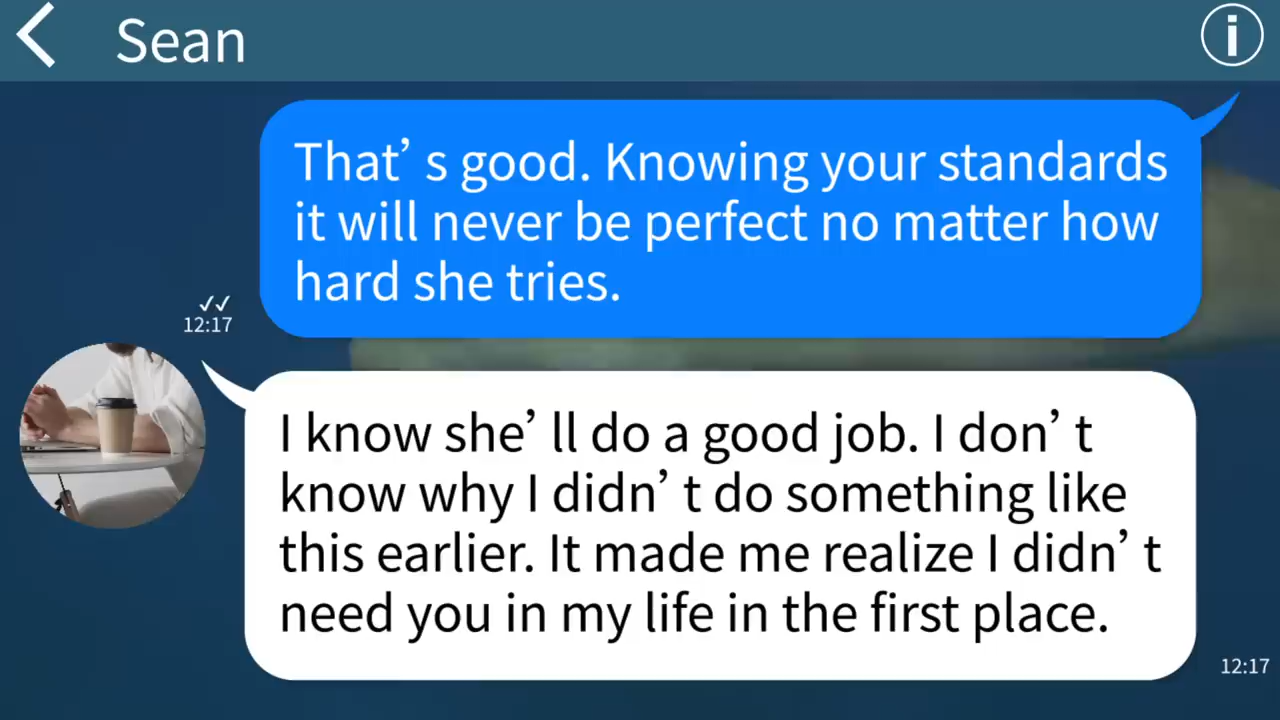 Sean
i
That’s good. Knowing your standards
it will never be perfect no matter how
hard she tries.
12:17
I know she’ll do a good job. I don’t
know why I didn’t do something like
this earlier. It made me realize I didn’t
need you in my life in the first place.
12:17